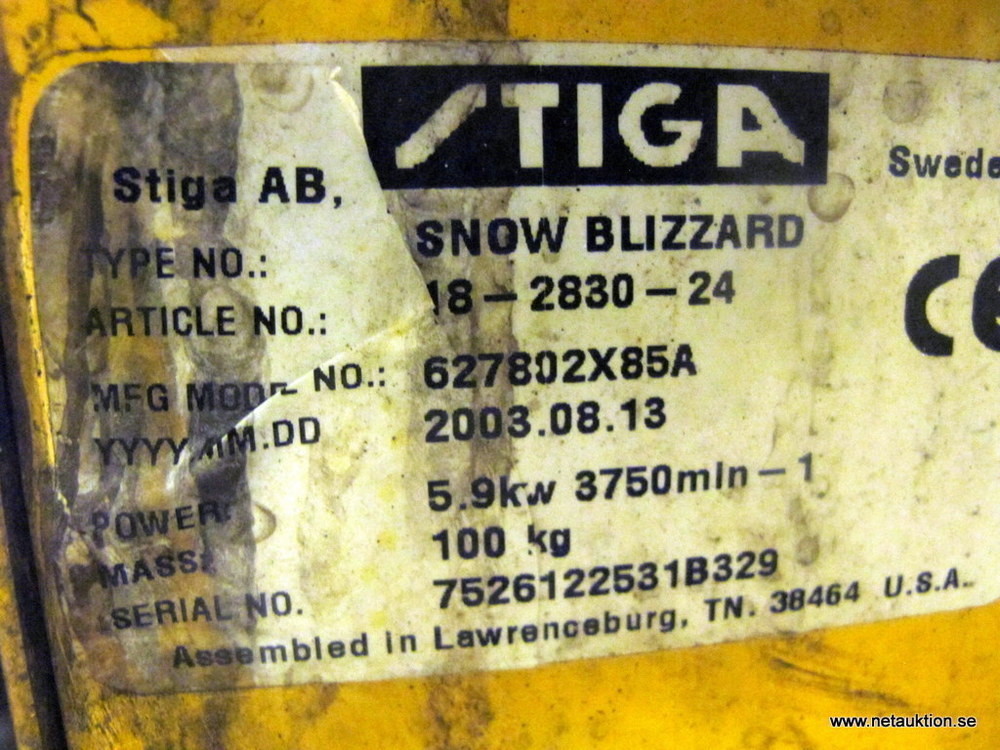 STIGA
Stiga AB, Swede
TYPE NO.: SNOW BLIZZARD
ARTICLE NO.: 18-2830-24
MFG MODE NO.: 627802X85A
YYYY.MM.DD 2003.08.13
POWER: 5.9kw 3750min-1
MASS: 100 kg
SERIAL NO. 7526122531B329
Assembled in Lawrenceburg, TN. 38464 U.S.A.
CE
www.netauktion.se